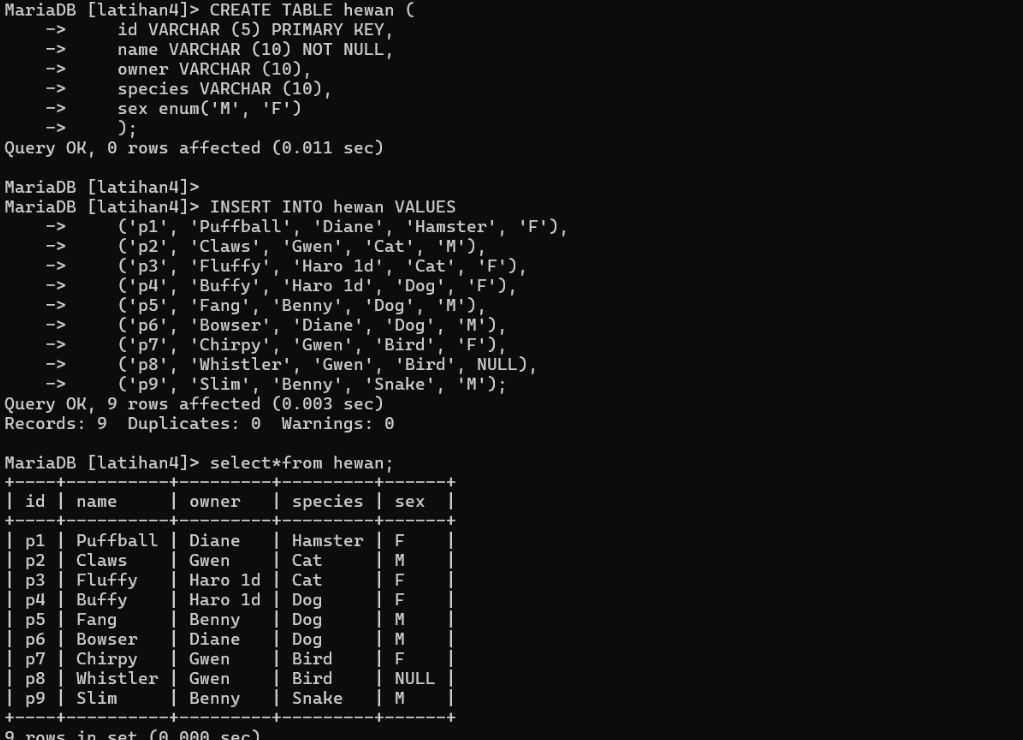 MariaDB [latihan4]> CREATE TABLE hewan (
    ->     id VARCHAR (5) PRIMARY KEY,
    ->     name VARCHAR (10) NOT NULL,
    ->     owner VARCHAR (10),
    ->     species VARCHAR (10),
    ->     sex enum('M', 'F')
    ->     );
Query OK, 0 rows affected (0.011 sec)

MariaDB [latihan4]>
MariaDB [latihan4]> INSERT INTO hewan VALUES
    ->     ('p1', 'Puffball', 'Diane', 'Hamster', 'F'),
    ->     ('p2', 'Claws', 'Gwen', 'Cat', 'M'),
    ->     ('p3', 'Fluffy', 'Haro 1d', 'Cat', 'F'),
    ->     ('p4', 'Buffy', 'Haro 1d', 'Dog', 'F'),
    ->     ('p5', 'Fang', 'Benny', 'Dog', 'M'),
    ->     ('p6', 'Bowser', 'Diane', 'Dog', 'M'),
    ->     ('p7', 'Chirpy', 'Gwen', 'Bird', 'F'),
    ->     ('p8', 'Whistler', 'Gwen', 'Bird', NULL),
    ->     ('p9', 'Slim', 'Benny', 'Snake', 'M');
Query OK, 9 rows affected (0.003 sec)
Records: 9  Duplicates: 0  Warnings: 0

MariaDB [latihan4]> select*from hewan;
+----+----------+---------+---------+------+
| id | name     | owner   | species | sex  |
+----+----------+---------+---------+------+
| p1 | Puffball | Diane   | Hamster | F    |
| p2 | Claws    | Gwen    | Cat     | M    |
| p3 | Fluffy   | Haro 1d | Cat     | F    |
| p4 | Buffy    | Haro 1d | Dog     | F    |
| p5 | Fang     | Benny   | Dog     | M    |
| p6 | Bowser   | Diane   | Dog     | M    |
| p7 | Chirpy   | Gwen    | Bird    | F    |
| p8 | Whistler | Gwen    | Bird    | NULL |
| p9 | Slim     | Benny   | Snake   | M    |
+----+----------+---------+---------+------+
9 rows in set (0.000 sec)